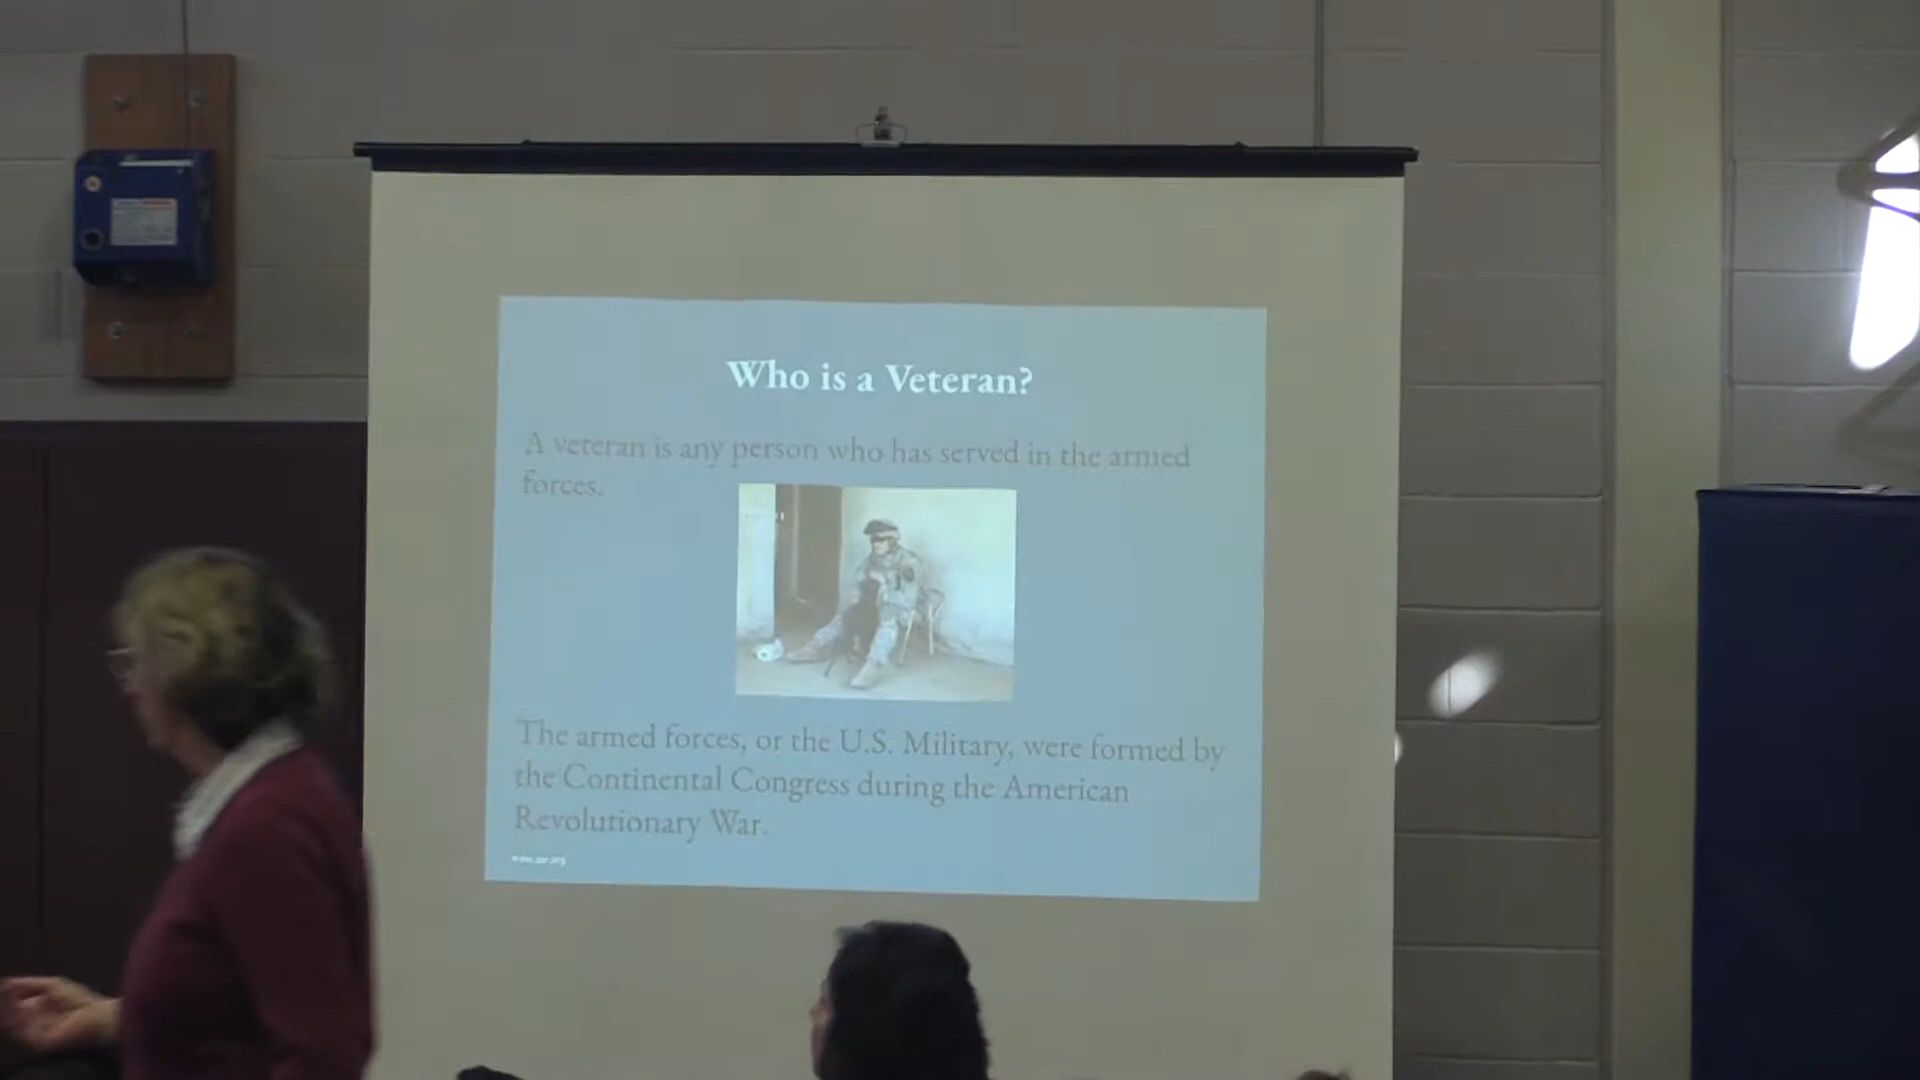 Who is a Veteran?
A veteran is any person who has served in the armed
forces.
The armed forces, or the U.S. Military, were formed by
the Continental Congress during the American
Revolutionary War.